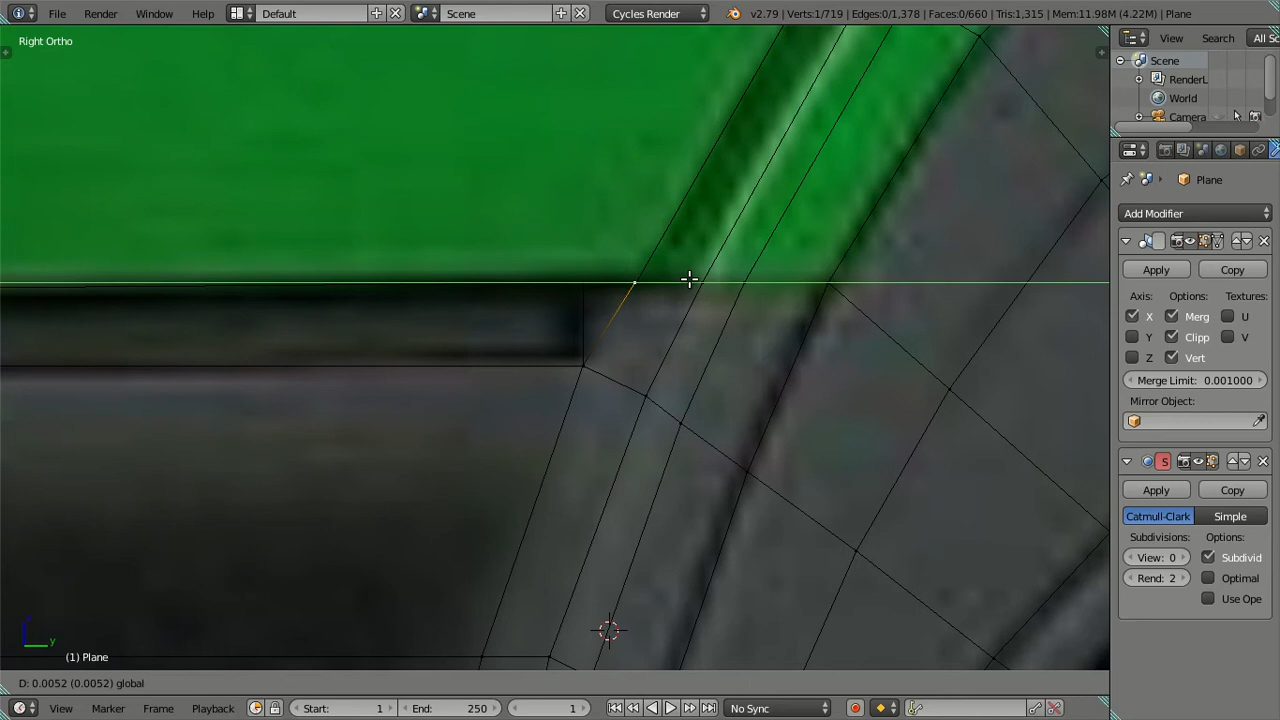 File Render Window Help Default Scene Cycles Render v2.79 | Verts:1/719 | Edges:0/1,378 | Faces:0/660 | Tris:1,315 | Mem:11.98M (4.22M) | Plane
Right Ortho
View Search All Sc
Scene
RenderL
World
Camera
Plane
Add Modifier
Apply Copy
Axis: Options: Textures:
X Merg U
Y Clipp V
Z Vert
Merge Limit: 0.001000
Mirror Object:
S
Apply Copy
Catmull-Clark Simple
Subdivisions: Options:
View: 0 Subdivid
Rend: 2 Optimal
Use Ope
z
y
(1) Plane
D: 0.0052 (0.0052) global
View Marker Frame Playback Start: 1 End: 250 1 No Sync